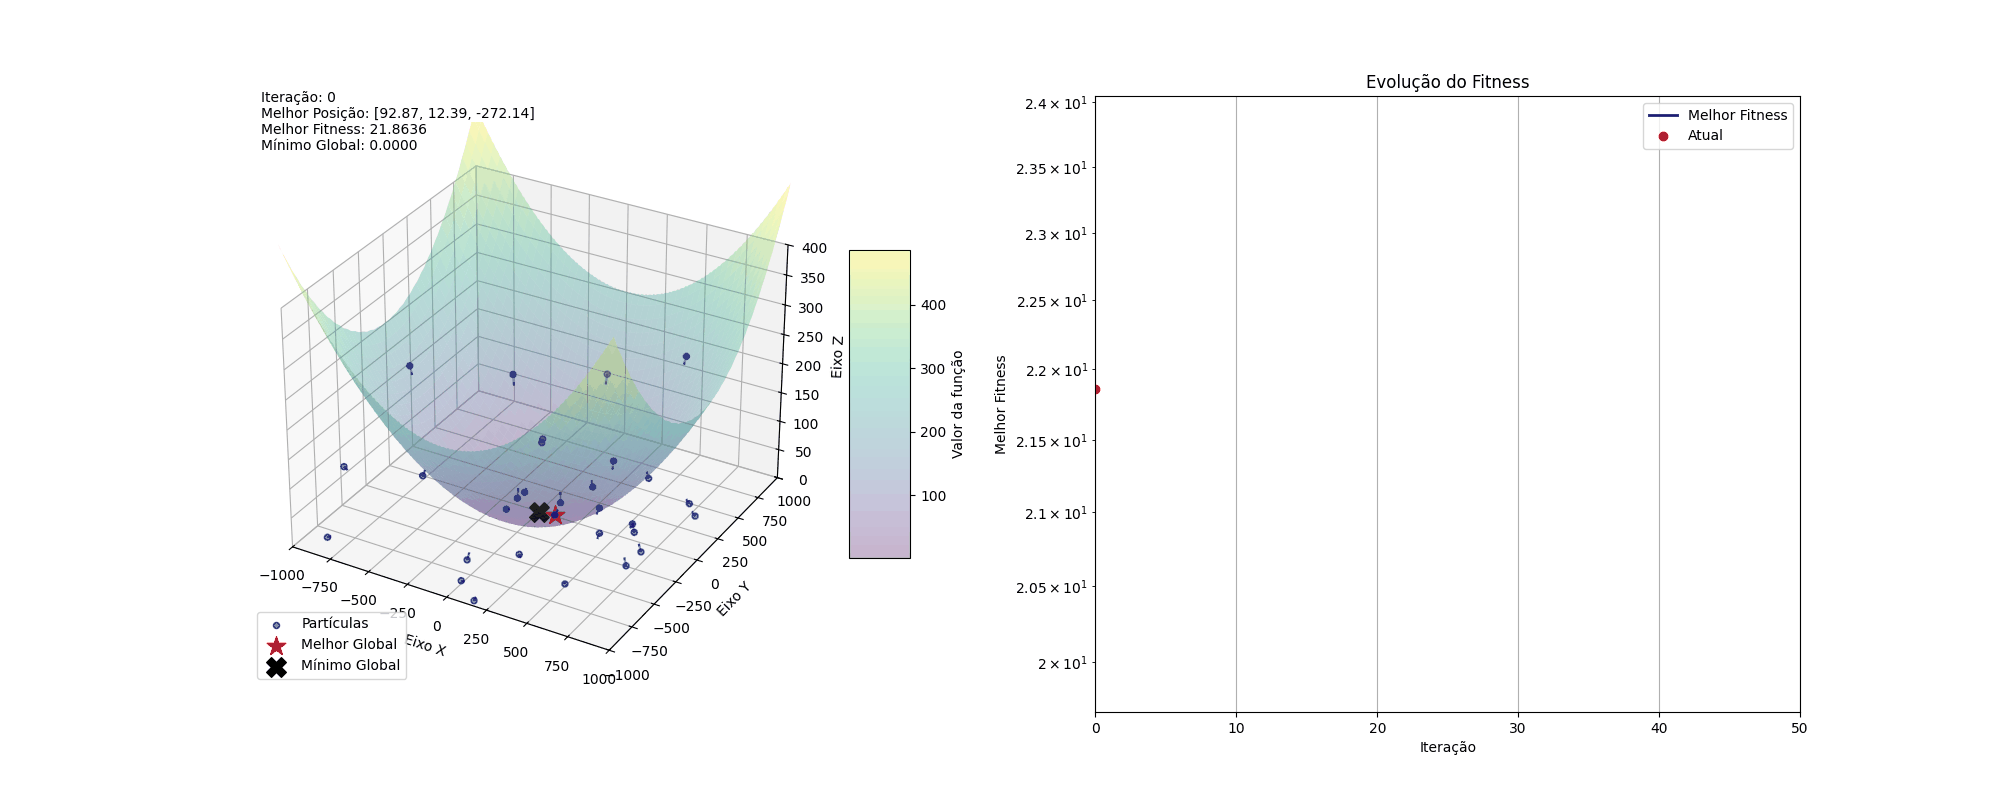 Iteração: 0
Melhor Posição: [92.87, 12.39, -272.14]
Melhor Fitness: 21.8636
Mínimo Global: 0.0000
400
350
300
250
200
150
100
50
0
Eixo Z
1000
750
500
250
0
−250
−500
−750
−1000
Eixo Y
−1000
−750
−500
−250
0
250
500
750
1000
Eixo X
Partículas
Melhor Global
Mínimo Global
400
300
200
100
Valor da função
Evolução do Fitness
Melhor Fitness
Atual
2.4 × 10¹
2.35 × 10¹
2.3 × 10¹
2.25 × 10¹
2.2 × 10¹
2.15 × 10¹
2.1 × 10¹
2.05 × 10¹
2 × 10¹
Melhor Fitness
0
10
20
30
40
50
Iteração